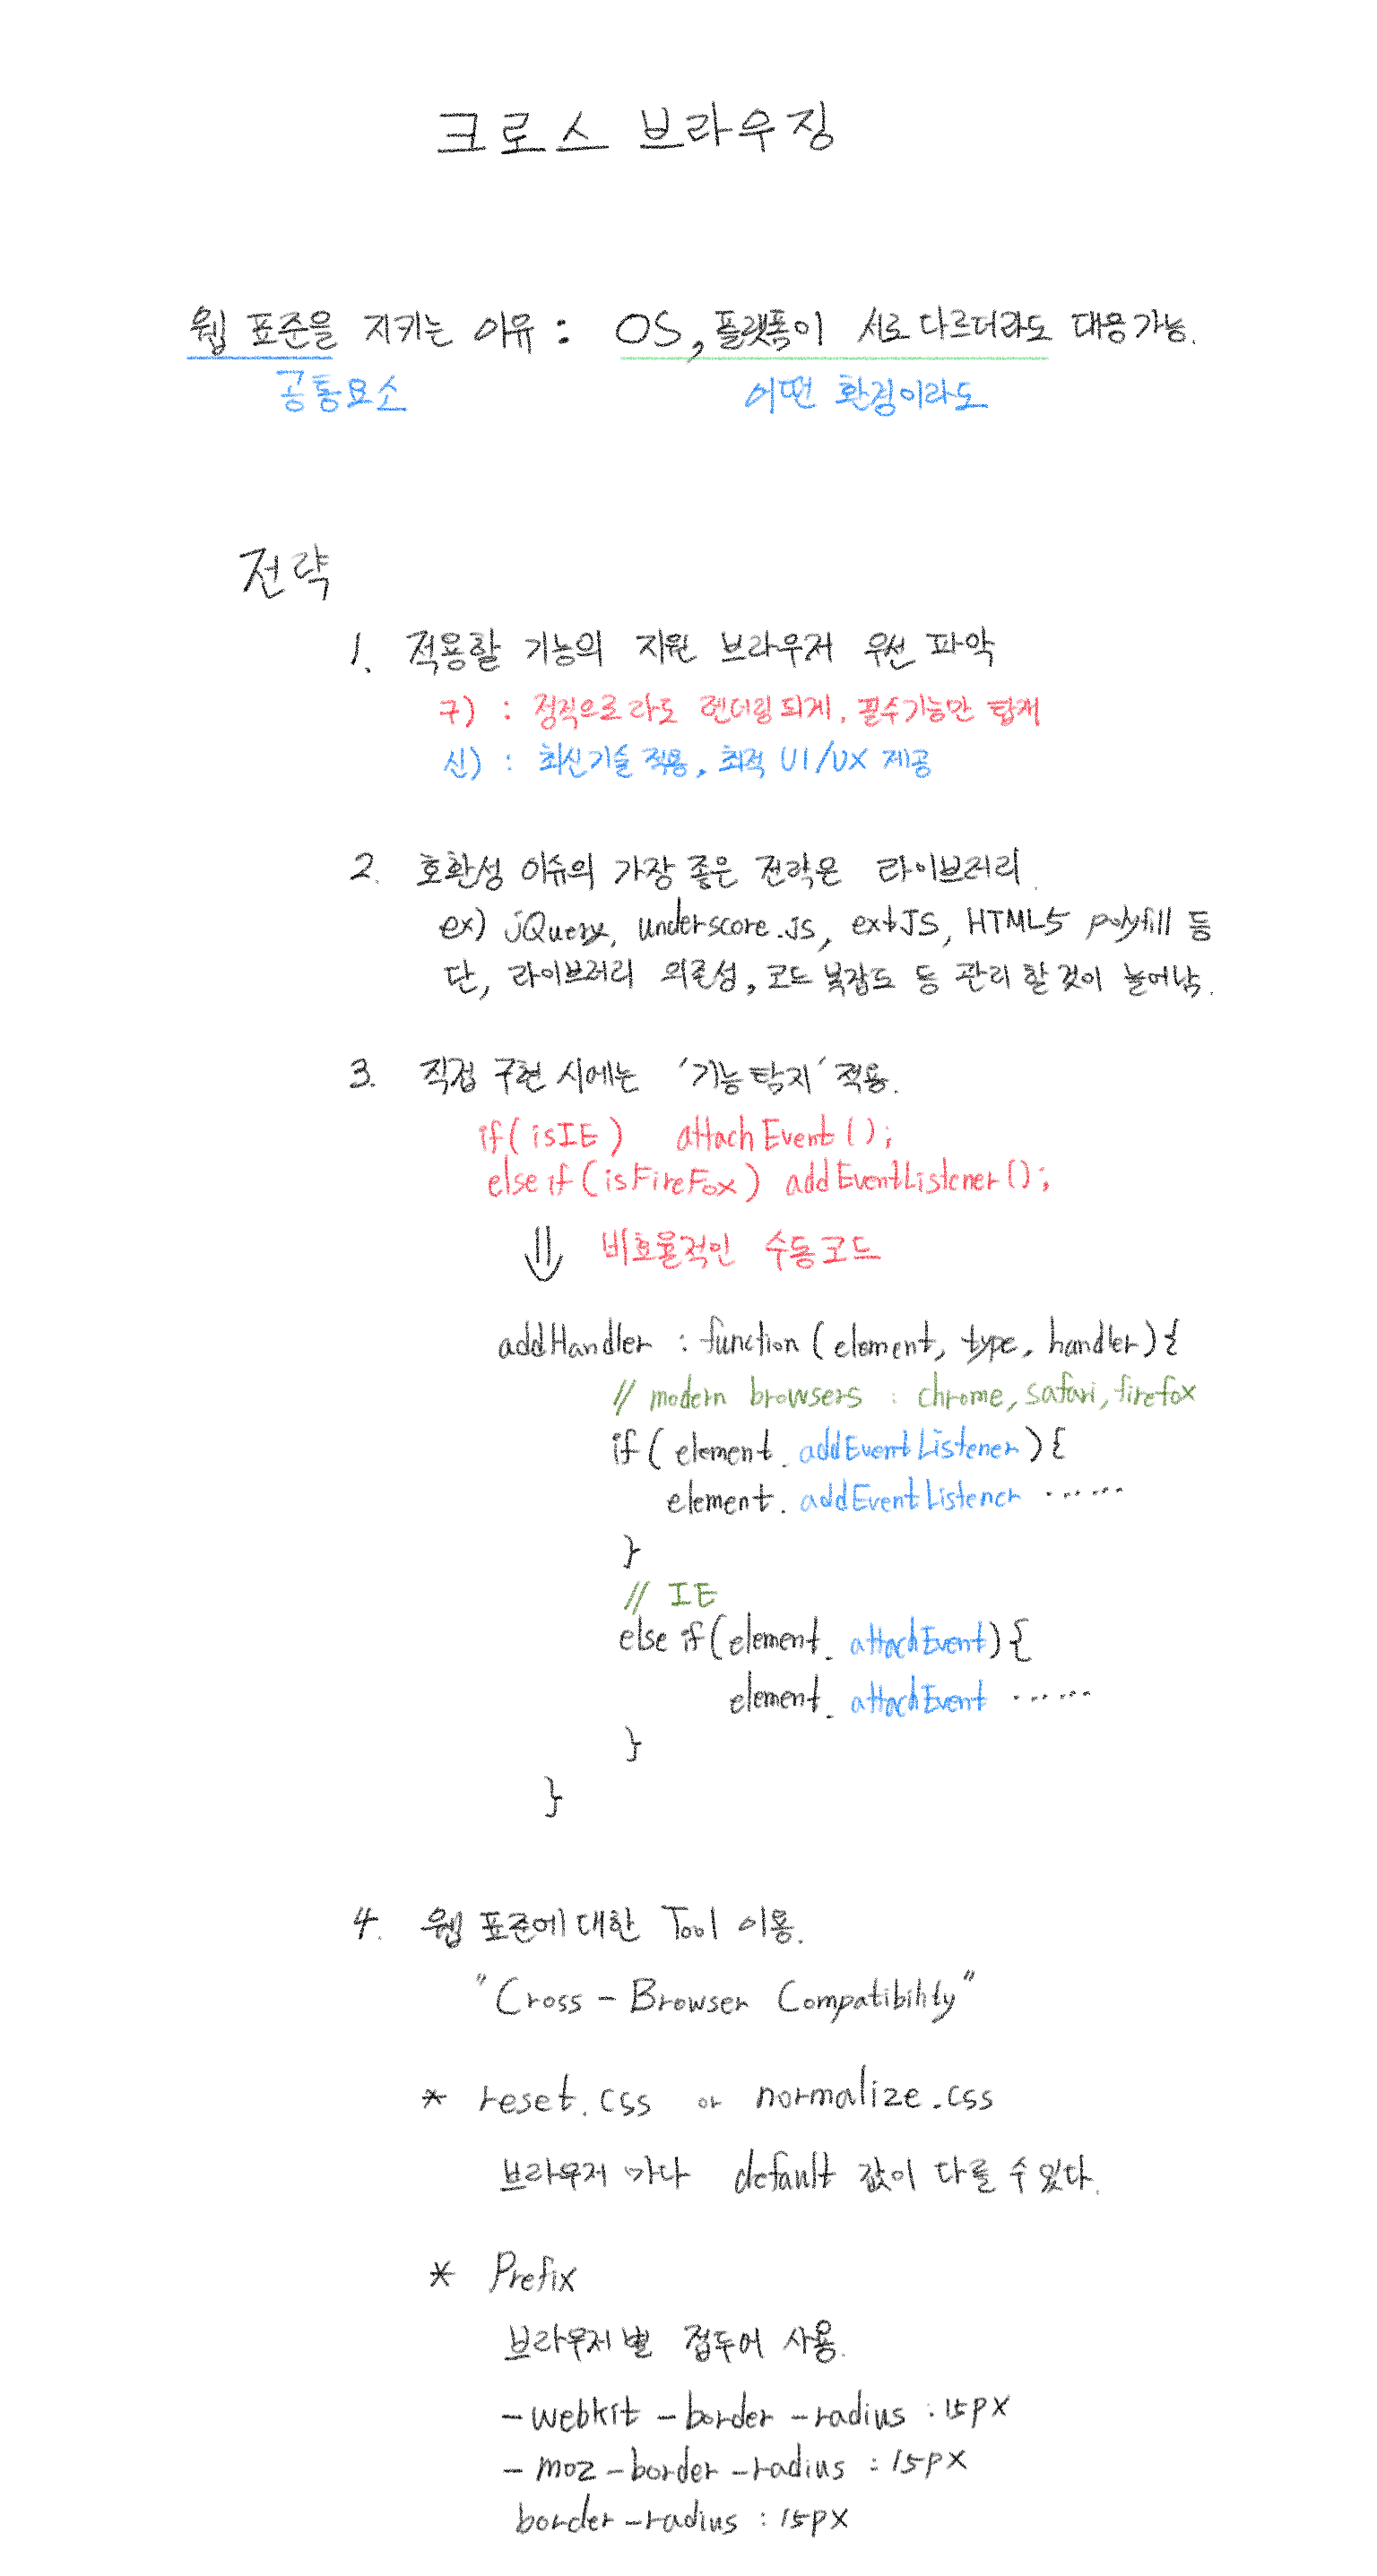 크로스 브라우징
웹 표준을 지키는 이유 : OS, 플랫폼이 서로 다르더라도 대응가능.
공통요소 어떤 환경이라도
전략
1. 적용할 기능의 지원 브라우저 우선 파악
구) : 정적으로라도 렌더링되게, 필수기능만 탑재
신) : 최신기술 적용, 최적 UI/UX 제공
2. 호환성 이슈의 가장 좋은 전략은 라이브러리.
ex) jQuery, underscore.js, extJS, HTML5 polyfill 등
단, 라이브러리 의존성, 코드 복잡도 등 관리 할 것이 늘어남.
3. 직접 구현 시에는 '기능탐지' 적용.
if(isIE) attachEvent();
else if(isFireFox) addEventListener();
⇓ 비효율적인 수동코드
addHandler : function(element, type, handler){
// modern browsers : chrome, safari, firefox
if(element.addEventListener){
element.addEventListener ......
}
// IE
else if(element.attachEvent){
element.attachEvent ......
}
}
4. 웹 표준에 대한 Tool 이용.
"Cross-Browser Compatibility"
* reset.css or normalize.css
브라우저 마다 default 값이 다를 수 있다.
* Prefix
브라우저 별 접두어 사용.
-webkit-border-radius : 15px
-moz-border-radius : 15px
border-radius : 15px